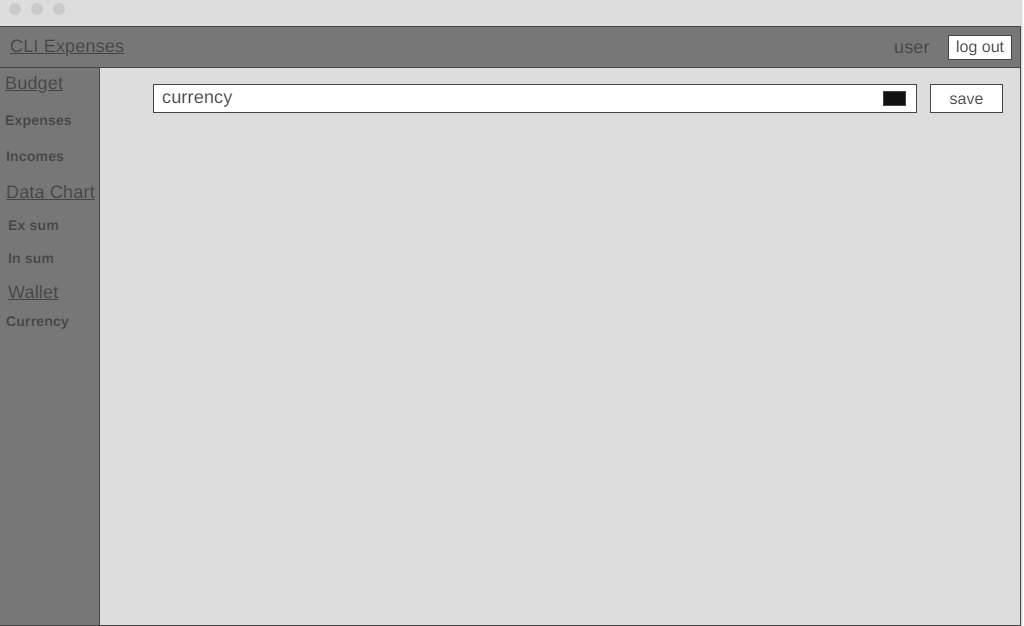 CLI Expenses
user
log out
Budget
currency
save
Expenses
Incomes
Data Chart
Ex sum
In sum
Wallet
Currency